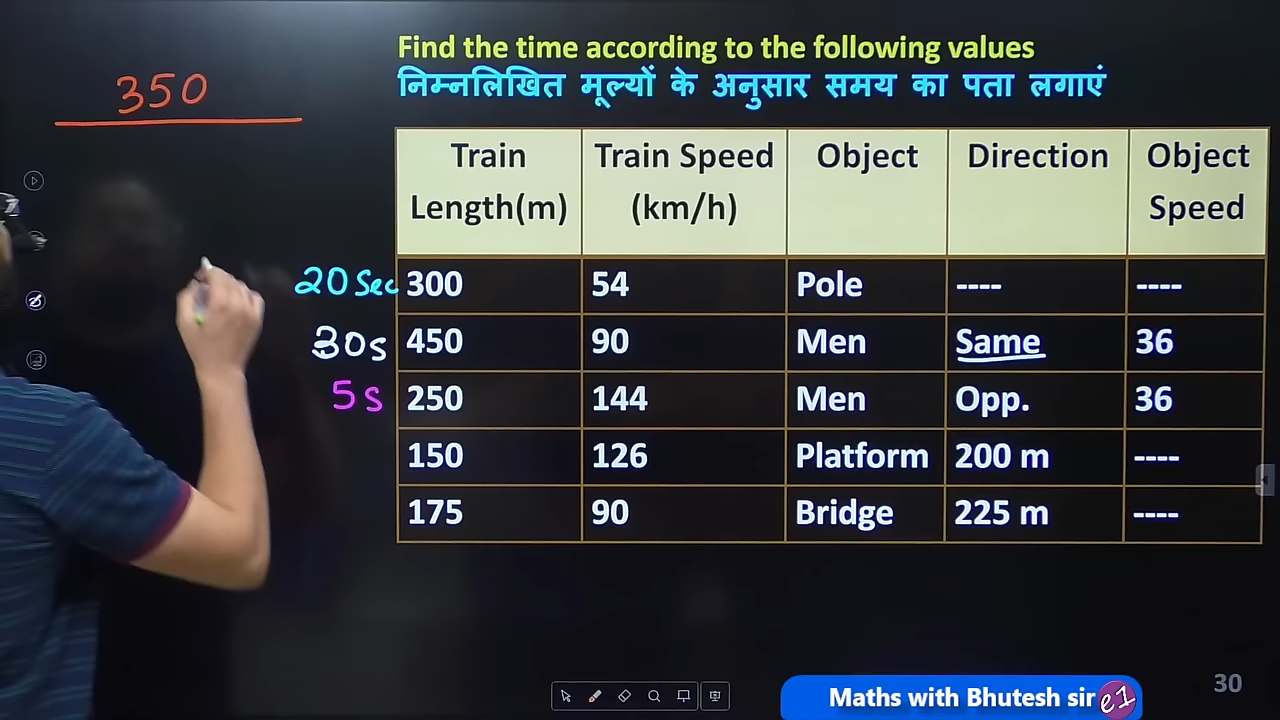 Find the time according to the following values
निम्नलिखित मूल्यों के अनुसार समय का पता लगाएं
350
Train Length(m) Train Speed (km/h) Object Direction Object Speed
20 Sec 300 54 Pole ---- ----
30s 450 90 Men Same 36
5s 250 144 Men Opp. 36
150 126 Platform 200 m ----
175 90 Bridge 225 m ----
Maths with Bhutesh sir e1
30